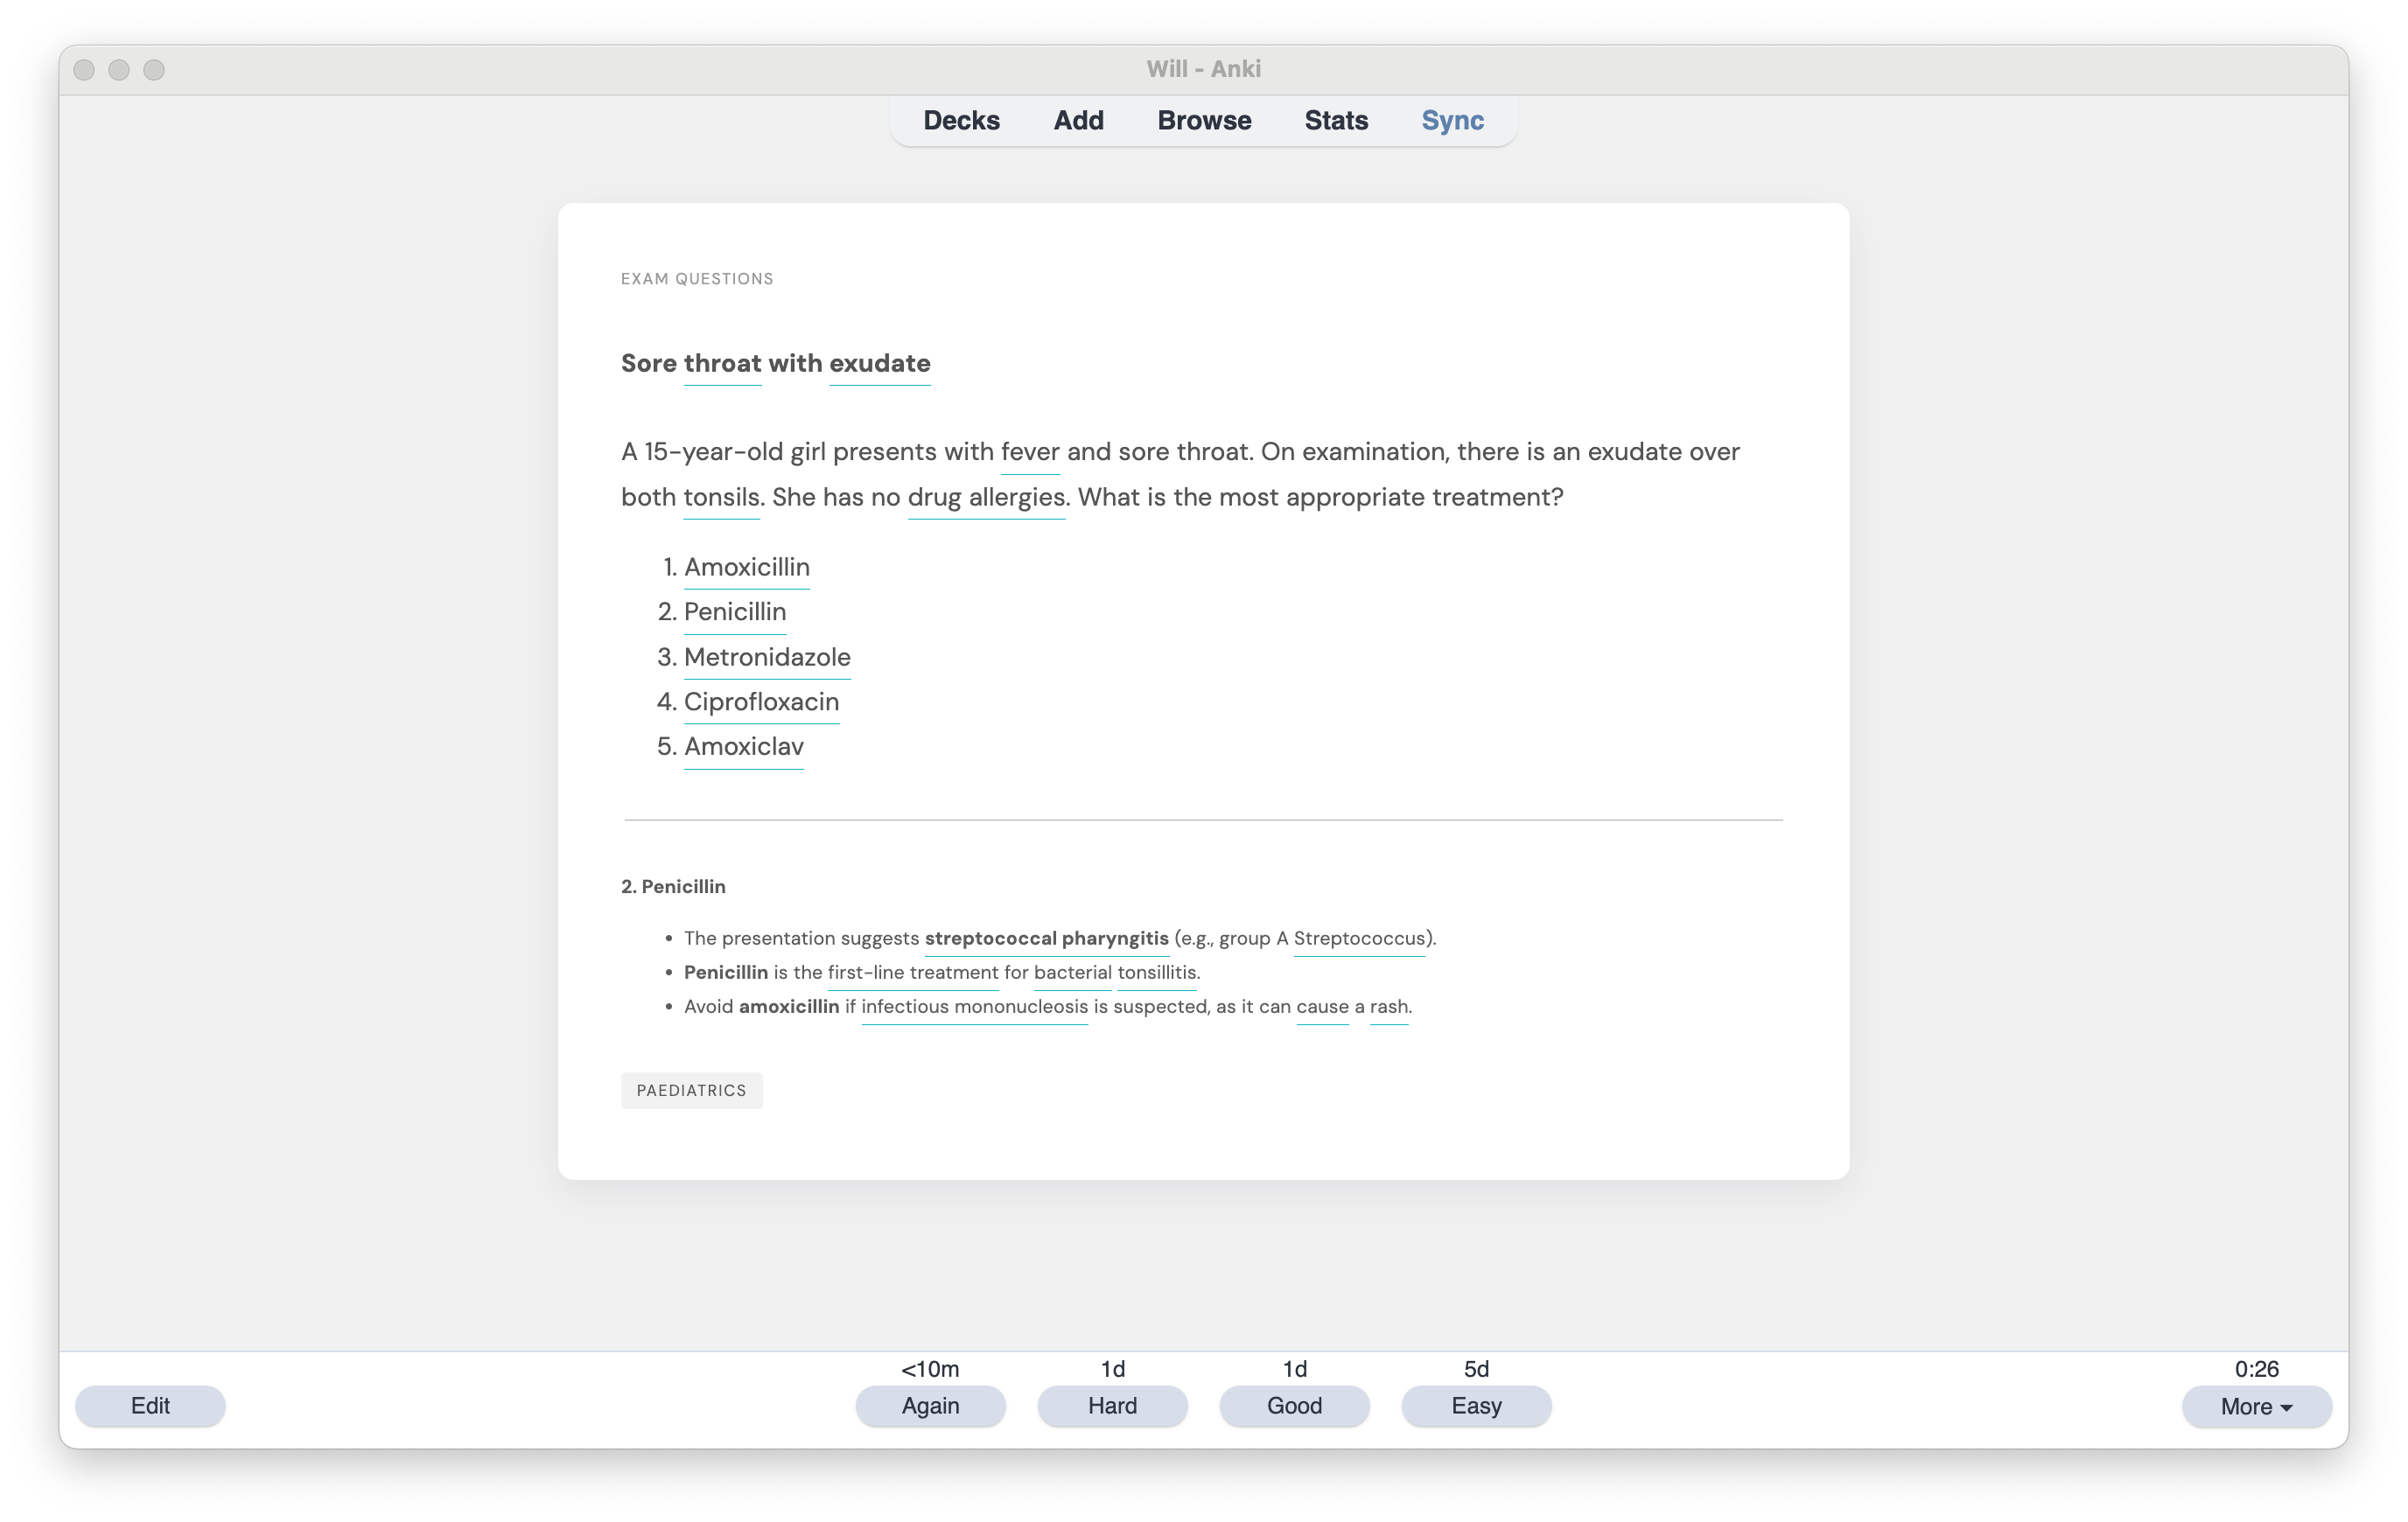 Will - Anki
Decks Add Browse Stats Sync
EXAM QUESTIONS
Sore throat with exudate
A 15-year-old girl presents with fever and sore throat. On examination, there is an exudate over
both tonsils. She has no drug allergies. What is the most appropriate treatment?
1. Amoxicillin
2. Penicillin
3. Metronidazole
4. Ciprofloxacin
5. Amoxiclav
2. Penicillin
• The presentation suggests streptococcal pharyngitis (e.g., group A Streptococcus).
• Penicillin is the first-line treatment for bacterial tonsillitis.
• Avoid amoxicillin if infectious mononucleosis is suspected, as it can cause a rash.
PAEDIATRICS
<10m 1d 1d 5d 0:26
Edit Again Hard Good Easy More